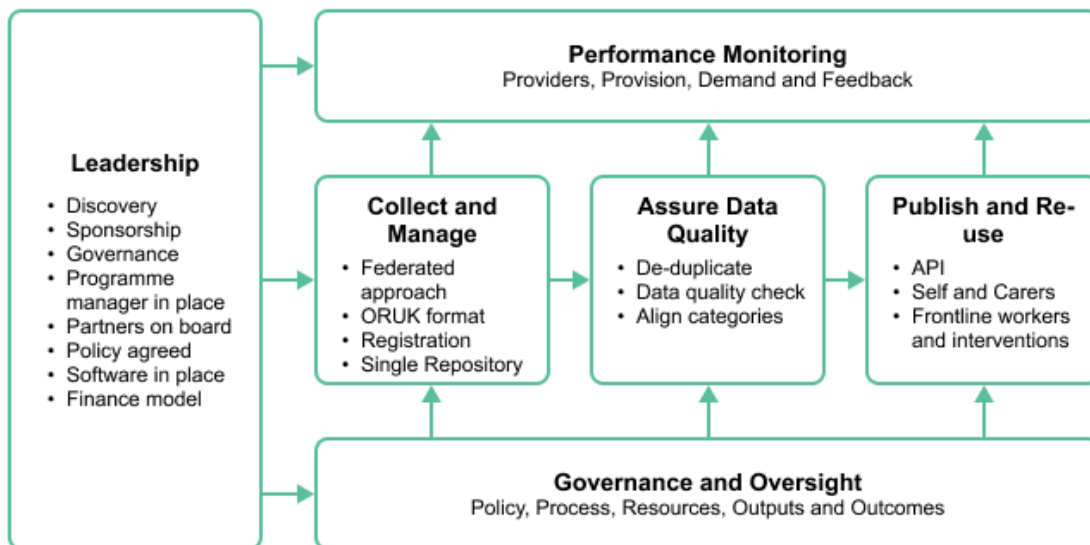 Performance Monitoring
Providers, Provision, Demand and Feedback
Leadership
• Discovery
• Sponsorship
• Governance
• Programme
manager in place
• Partners on board
• Policy agreed
• Software in place
• Finance model
Collect and
Manage
• Federated
approach
• ORUK format
• Registration
• Single Repository
Assure Data
Quality
• De-duplicate
• Data quality check
• Align categories
Publish and Re-
use
• API
• Self and Carers
• Frontline workers
and interventions
Governance and Oversight
Policy, Process, Resources, Outputs and Outcomes